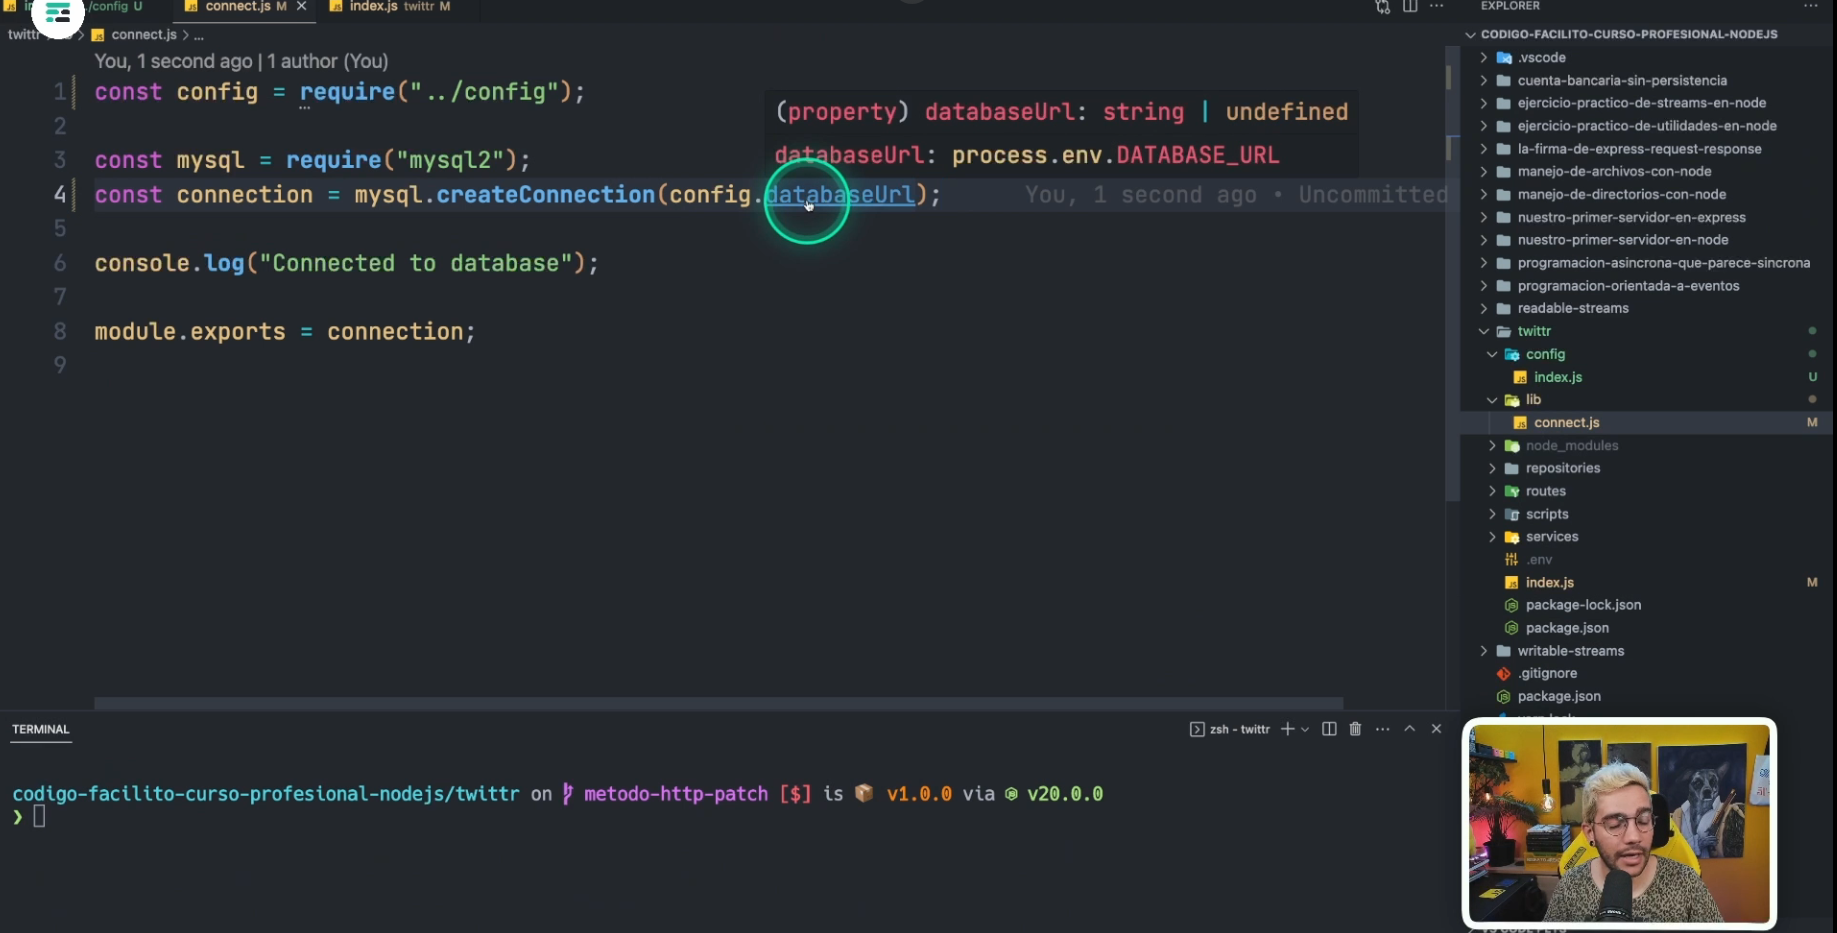 /config U
connect.js M
index.js twittr M
EXPLORER
twittr
connect.js > ...
You, 1 second ago | 1 author (You)
1 const config = require("../config");
2
3 const mysql = require("mysql2");
4 const connection = mysql.createConnection(config.databaseUrl); You, 1 second ago • Uncommitted
5
6 console.log("Connected to database");
7
8 module.exports = connection;
9
(property) databaseUrl: string | undefined
databaseUrl: process.env.DATABASE_URL
CODIGO-FACILITO-CURSO-PROFESIONAL-NODEJS
.vscode
cuenta-bancaria-sin-persistencia
ejercicio-practico-de-streams-en-node
ejercicio-practico-de-utilidades-en-node
la-firma-de-express-request-response
manejo-de-archivos-con-node
manejo-de-directorios-con-node
nuestro-primer-servidor-en-express
nuestro-primer-servidor-en-node
programacion-asincrona-que-parece-sincrona
programacion-orientada-a-eventos
readable-streams
twittr
config
index.js U
lib
connect.js M
node_modules
repositories
routes
scripts
services
.env
index.js M
package-lock.json
package.json
writable-streams
.gitignore
package.json
TERMINAL
zsh - twittr
codigo-facilito-curso-profesional-nodejs/twittr on metodo-http-patch [$] is 📦 v1.0.0 via v20.0.0
❯